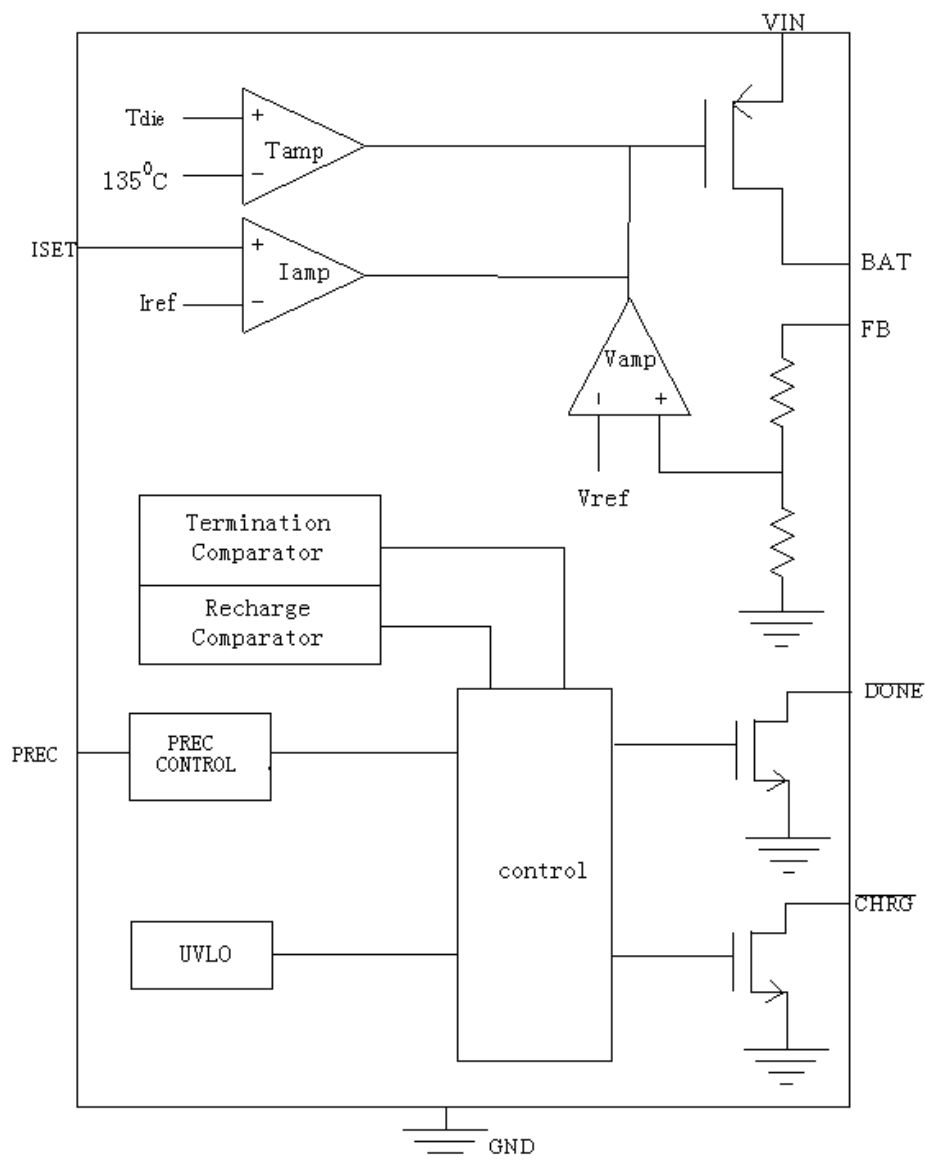 VIN
Tdie
+
Tamp
135⁰C
−
ISET
+
Iamp
BAT
Iref
−
FB
Vamp
−
+
Vref
Termination
Comparator
Recharge
Comparator
DONE
PREC
PREC
CONTROL
control
CHRG
UVLO
GND